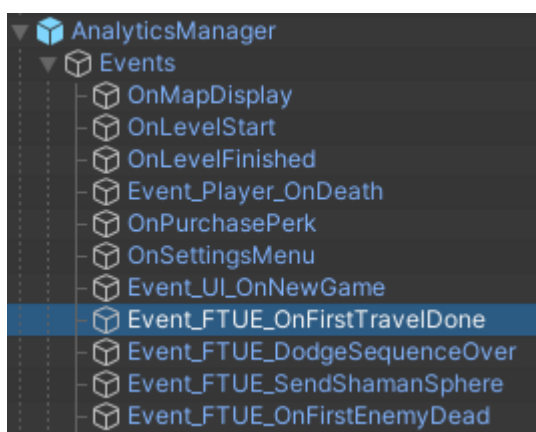 AnalyticsManager
Events
OnMapDisplay
OnLevelStart
OnLevelFinished
Event_Player_OnDeath
OnPurchasePerk
OnSettingsMenu
Event_UI_OnNewGame
Event_FTUE_OnFirstTravelDone
Event_FTUE_DodgeSequenceOver
Event_FTUE_SendShamanSphere
Event_FTUE_OnFirstEnemyDead